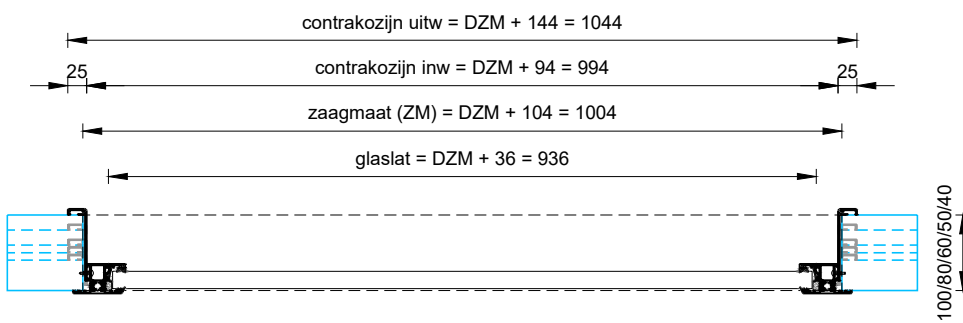 contrakozijn uitw = DZM + 144 = 1044
25
contrakozijn inw = DZM + 94 = 994
25
zaagmaat (ZM) = DZM + 104 = 1004
glaslat = DZM + 36 = 936
100/80/60/50/40